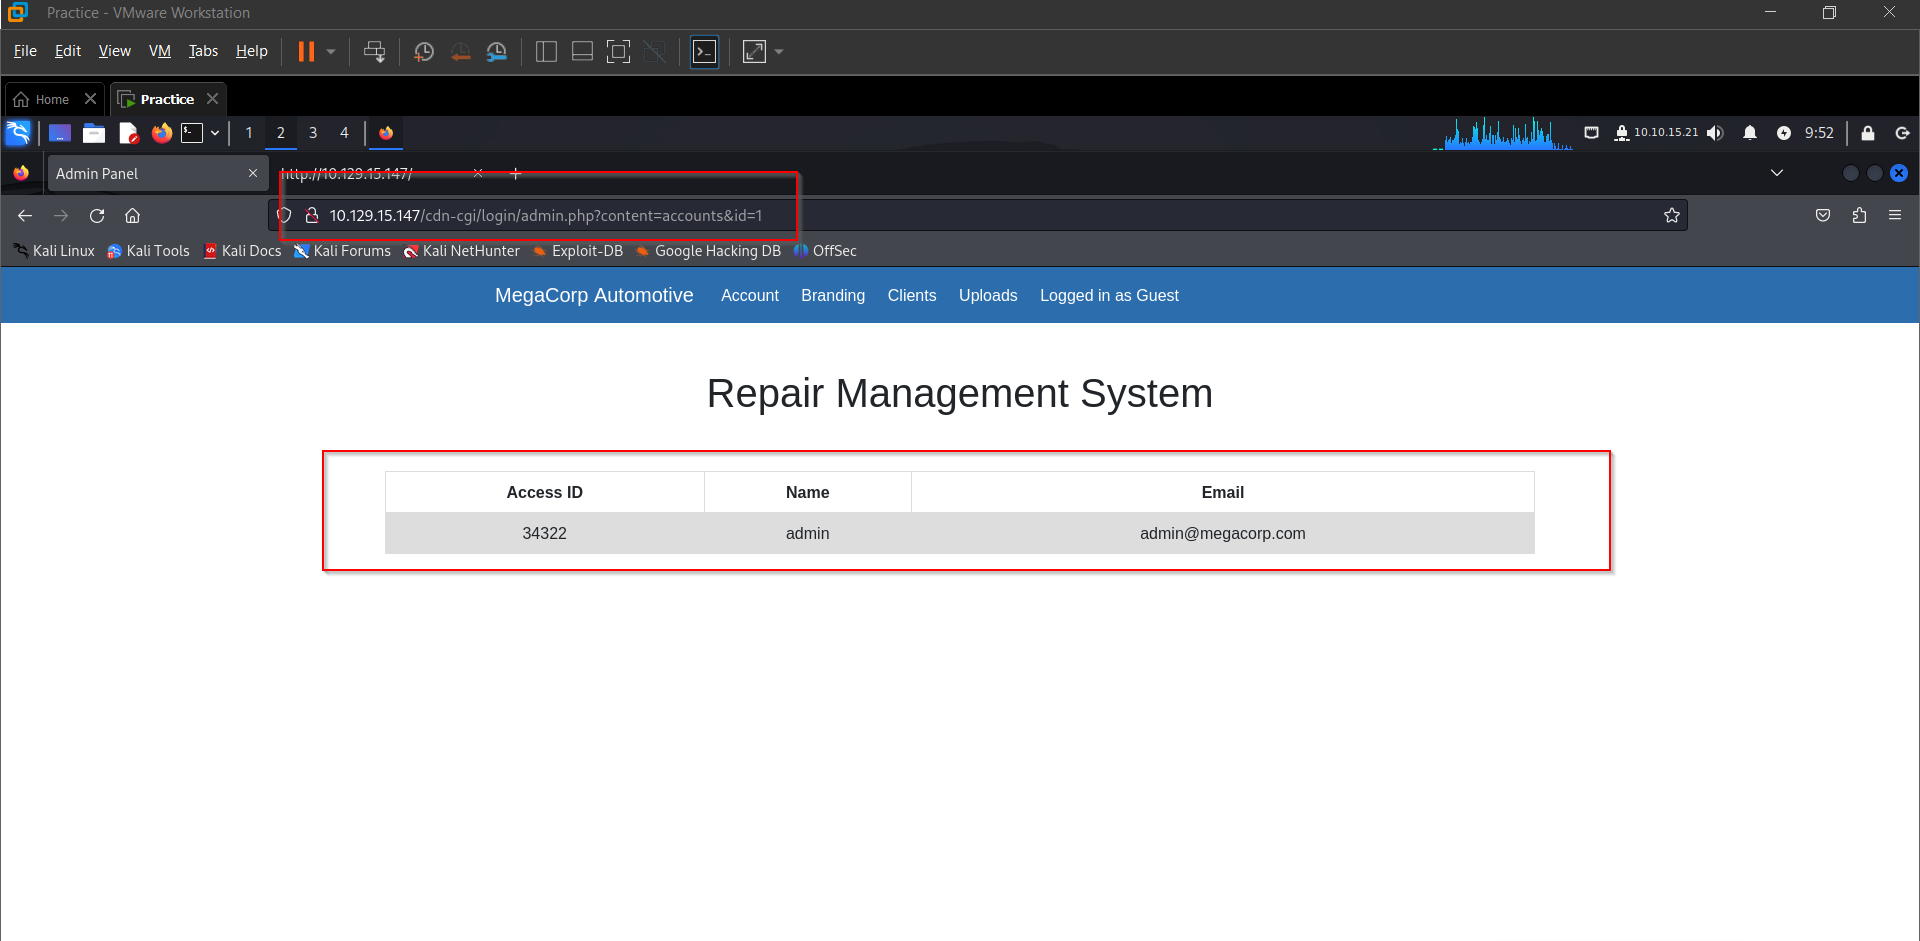 Practice - VMware Workstation
File Edit View VM Tabs Help
Home Practice
1 2 3 4 10.10.15.21 9:52
Admin Panel http://10.129.15.147/
10.129.15.147/cdn-cgi/login/admin.php?content=accounts&id=1
Kali Linux Kali Tools Kali Docs Kali Forums Kali NetHunter Exploit-DB Google Hacking DB OffSec
MegaCorp Automotive Account Branding Clients Uploads Logged in as Guest
Repair Management System
Access ID Name Email
34322 admin admin@megacorp.com